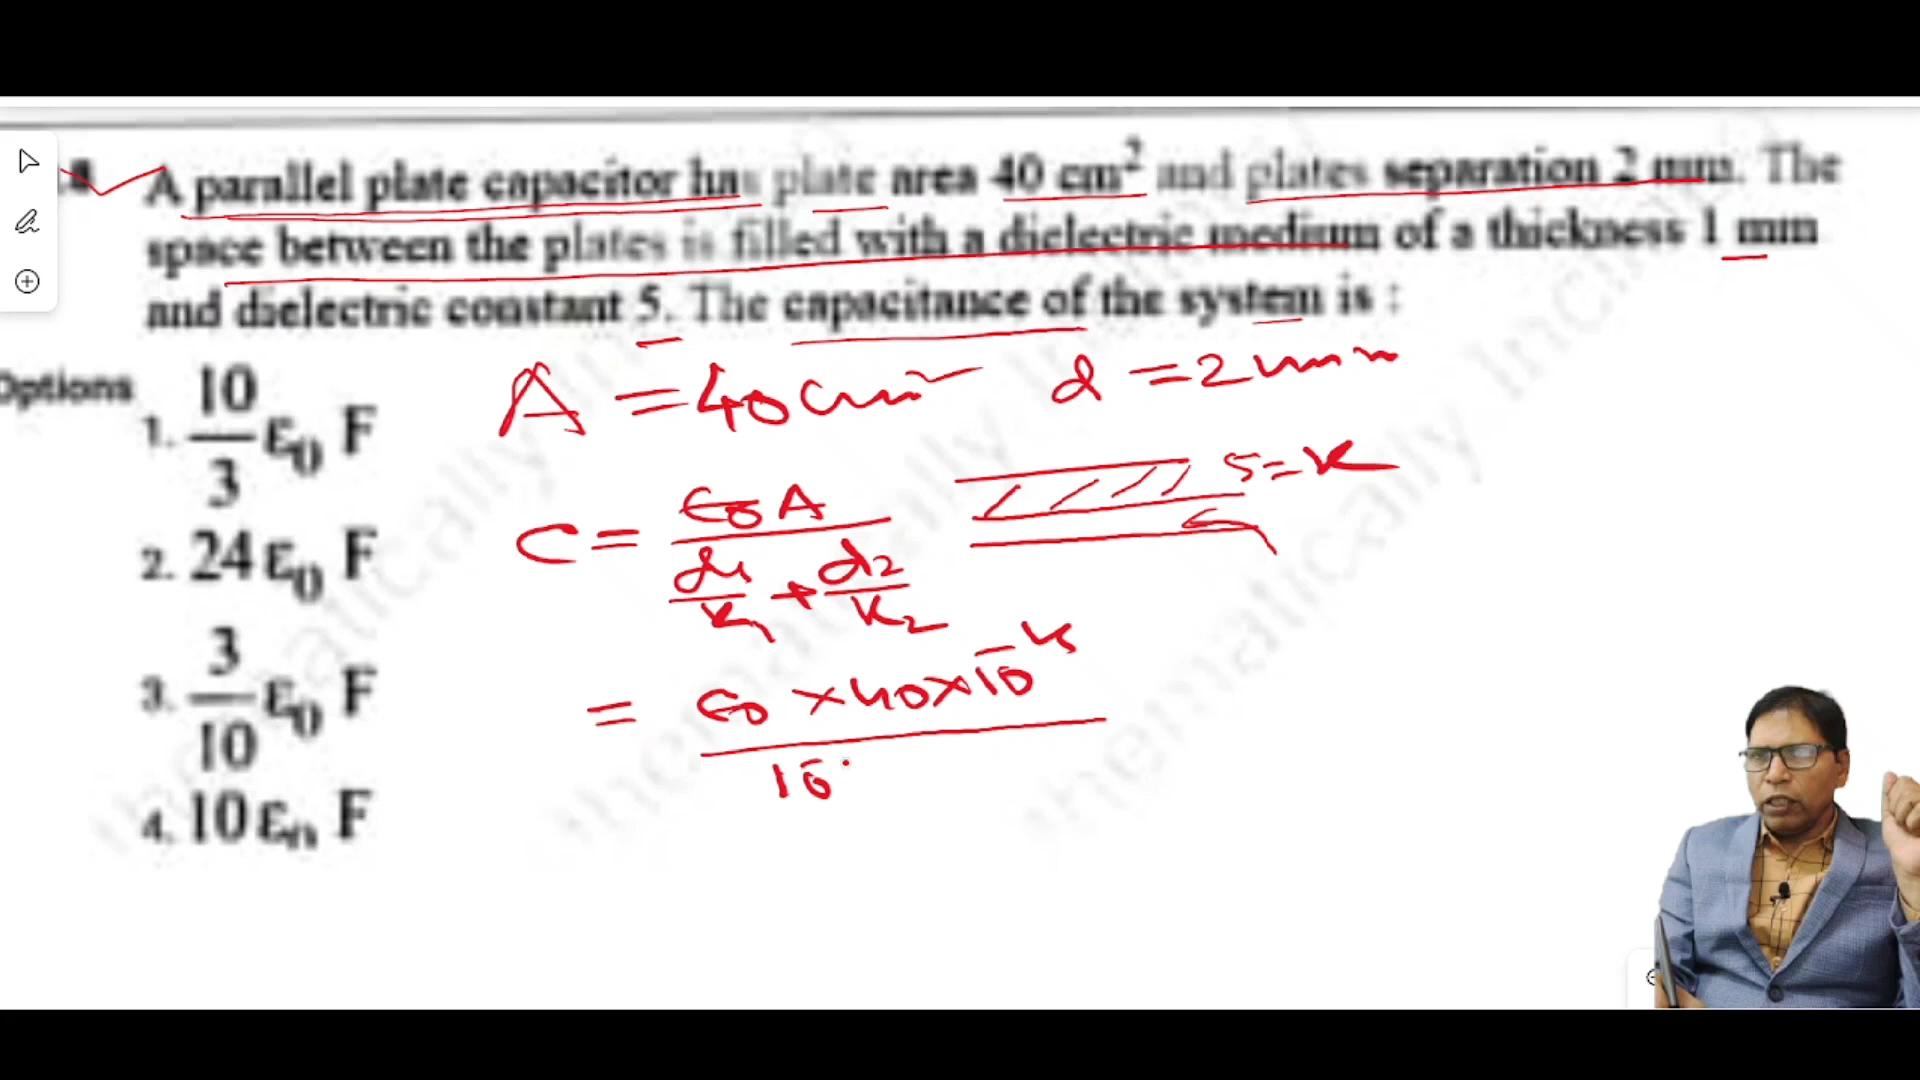 A parallel plate capacitor has plate area 40 cm² and plates separation 2 mm. The
space between the plates is filled with a dielectric medium of a thickness 1 mm
and dielectric constant 5. The capacitance of the system is :
Options
1. 10/3 ε₀ F
2. 24 ε₀ F
3. 3/10 ε₀ F
4. 10 ε₀ F
A = 40 cm² d = 2 mm
5 = K
C = ε₀ A / (d₁/K₁ + d₂/K₂)
= ε₀ × 40 × 10⁻⁴ / 10